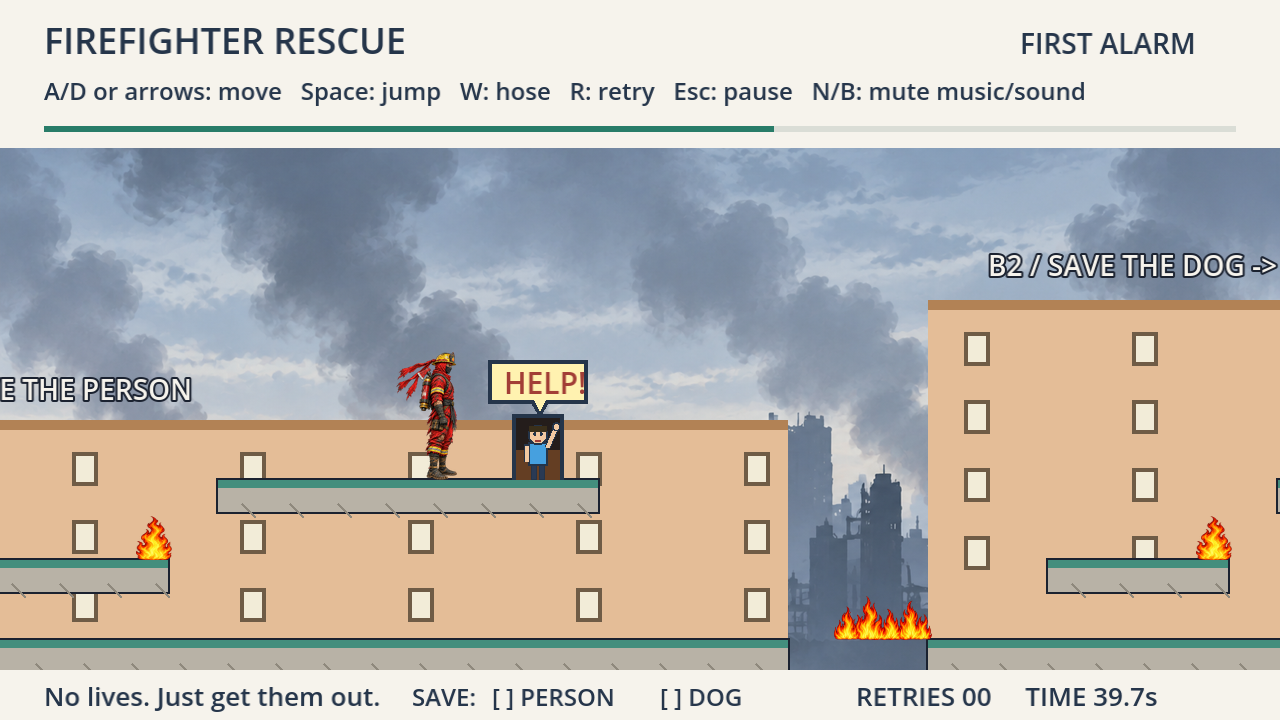 FIREFIGHTER RESCUE
FIRST ALARM
A/D or arrows: move   Space: jump   W: hose   R: retry   Esc: pause   N/B: mute music/sound
B2 / SAVE THE DOG ->
HELP!
E THE PERSON
No lives. Just get them out.   SAVE:   [ ] PERSON   [ ] DOG   RETRIES 00   TIME 39.7s